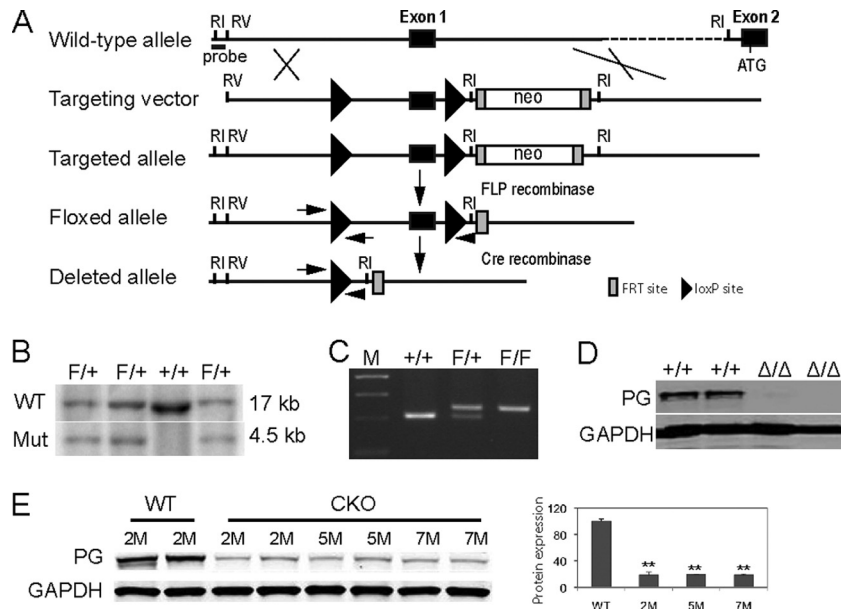 A
RI RV Exon 1 RI Exon 2
Wild-type allele
probe ATG
RV RI RI
Targeting vector neo
RI RV RI RI
Targeted allele neo
FLP recombinase
RI RV RI
Floxed allele
Cre recombinase
RI RV RI
Deleted allele
FRT site loxP site
B
F/+ F/+ +/+ F/+
WT 17 kb
Mut 4.5 kb
C
M +/+ F/+ F/F
D
+/+ +/+ Δ/Δ Δ/Δ
PG
GAPDH
E
WT CKO
2M 2M 2M 2M 5M 5M 7M 7M
PG
GAPDH
Protein expression
120
80
40
0
** ** **
WT 2M 5M 7M